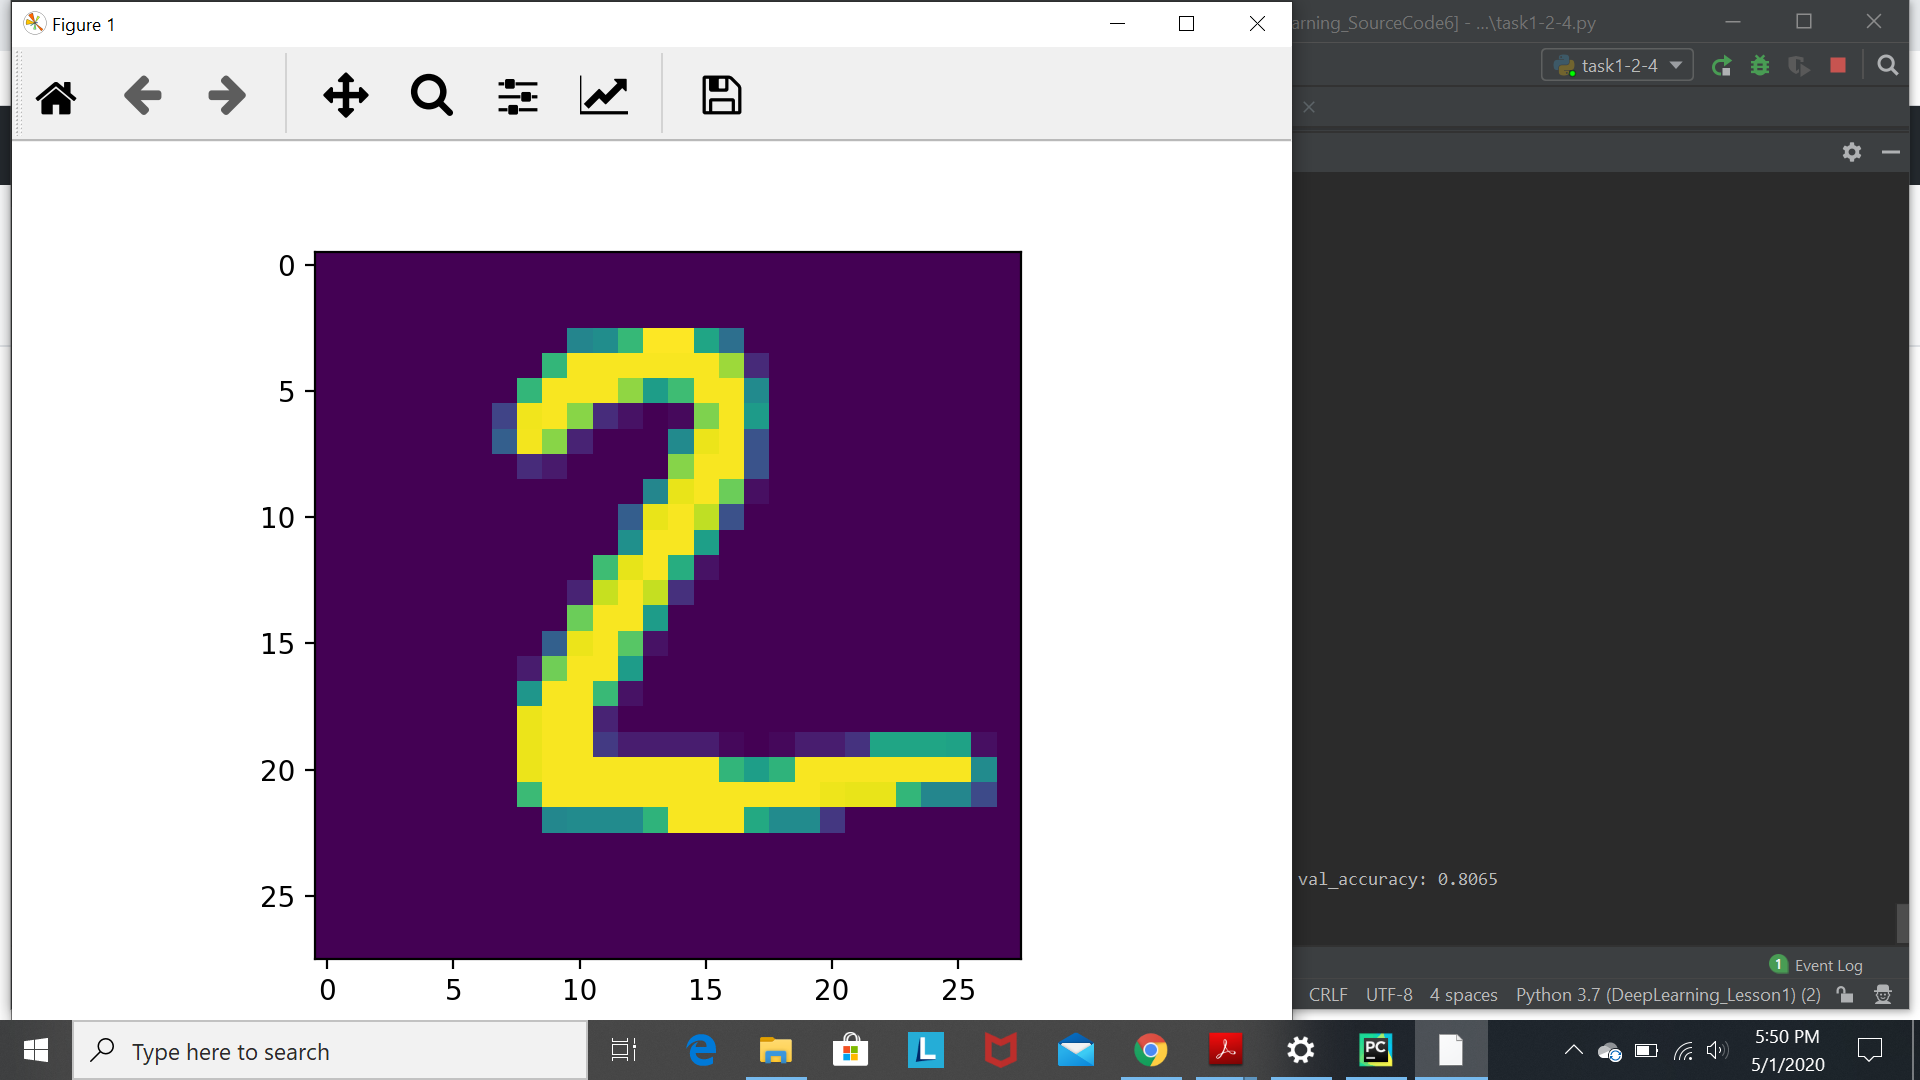 Figure 1
arning_SourceCode6] - ...\task1-2-4.py
task1-2-4
0
5
10
15
20
25
0 5 10 15 20 25
2
val_accuracy: 0.8065
1 Event Log
CRLF UTF-8 4 spaces Python 3.7 (DeepLearning_Lesson1) (2)
Type here to search
L
PC
5:50 PM
5/1/2020